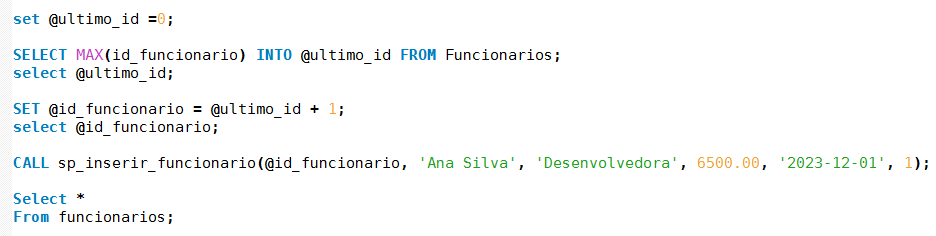 set @ultimo_id =0;
SELECT MAX(id_funcionario) INTO @ultimo_id FROM Funcionarios;
select @ultimo_id;
SET @id_funcionario = @ultimo_id + 1;
select @id_funcionario;
CALL sp_inserir_funcionario(@id_funcionario, 'Ana Silva', 'Desenvolvedora', 6500.00, '2023-12-01', 1);
Select *
From funcionarios;